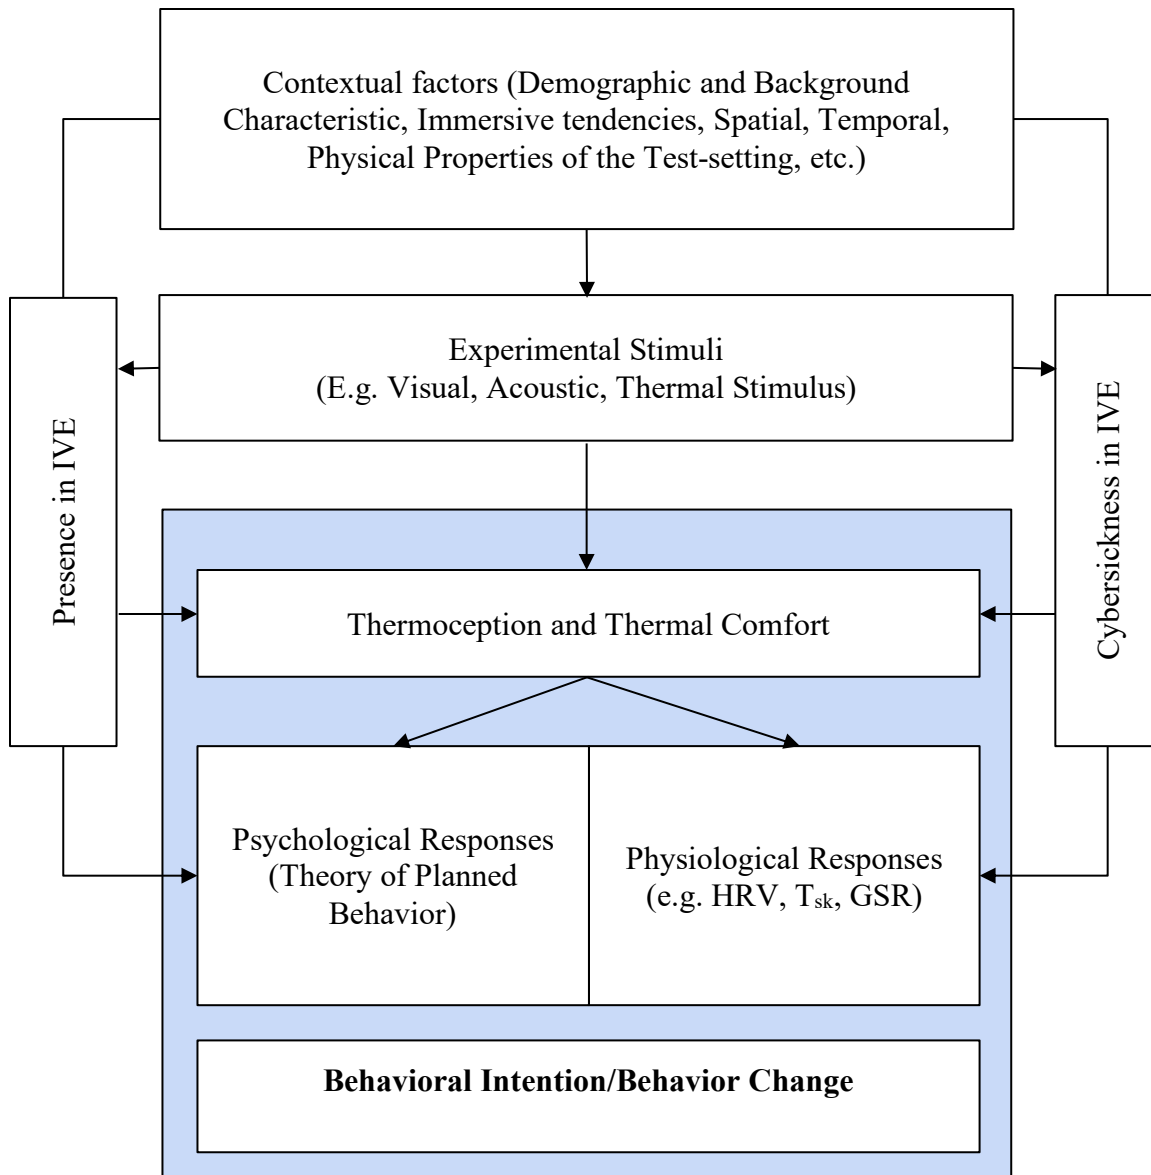 Contextual factors (Demographic and Background
Characteristic, Immersive tendencies, Spatial, Temporal,
Physical Properties of the Test-setting, etc.)
Experimental Stimuli
(E.g. Visual, Acoustic, Thermal Stimulus)
Presence in IVE
Cybersickness in IVE
Thermoception and Thermal Comfort
Psychological Responses
(Theory of Planned
Behavior)
Physiological Responses
(e.g. HRV, Tsk, GSR)
Behavioral Intention/Behavior Change